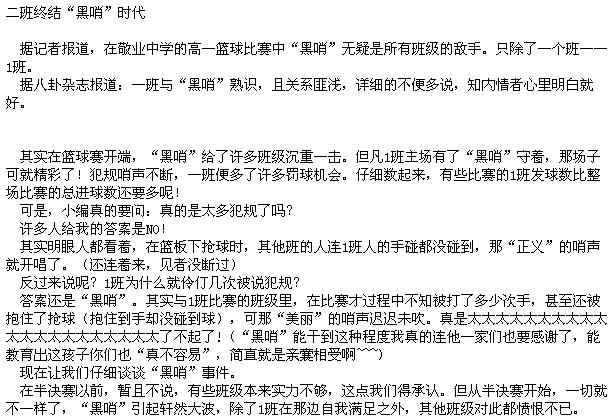 二班终结“黑哨”时代
据记者报道，在敬业中学的高一篮球比赛中“黑哨”无疑是所有班级的敌手。只除了一个班——
1班。
据八卦杂志报道：一班与“黑哨”熟识，且关系匪浅，详细的不便多说，知内情者心里明白就
好。
其实在篮球赛开端，“黑哨”给了许多班级沉重一击。但凡1班主场有了“黑哨”守着，那场子
可就精彩了！犯规哨声不断，一班便多了许多罚球机会。仔细数起来，有些比赛的1班发球数比整
场比赛的总进球数还要多呢！
可是，小编真的要问：真的是太多犯规了吗？
许多人给我的答案是NO！
其实明眼人都看着，在篮板下抢球时，其他班的人连1班人的手碰都没碰到，那“正义”的哨声
就开唱了。（还连着来，见者没断过）
反过来说呢？1班为什么就伶仃几次被说犯规？
答案还是“黑哨”。其实与1班比赛的班级里，在比赛才过程中不知被打了多少次手，甚至还被
抱住了抢球（抱住到手却没碰到球），可那“美丽”的哨声迟迟未吹。真是太太太太太太太太太太
太太太太太太太太太太太了不起了！（“黑哨”能干到这种程度我真的连他一家们也要感谢了，能
教育出这孩子你们也“真不容易”，简直就是亲囊相受啊~~~）
现在让我们仔细谈谈“黑哨”事件。
在半决赛以前，暂且不说，有些班级本来实力不够，这点我们得承认。但从半决赛开始，一切就
不一样了，“黑哨”引起轩然大波，除了1班在那边自我满足之外，其他班级对此都愤恨不已。